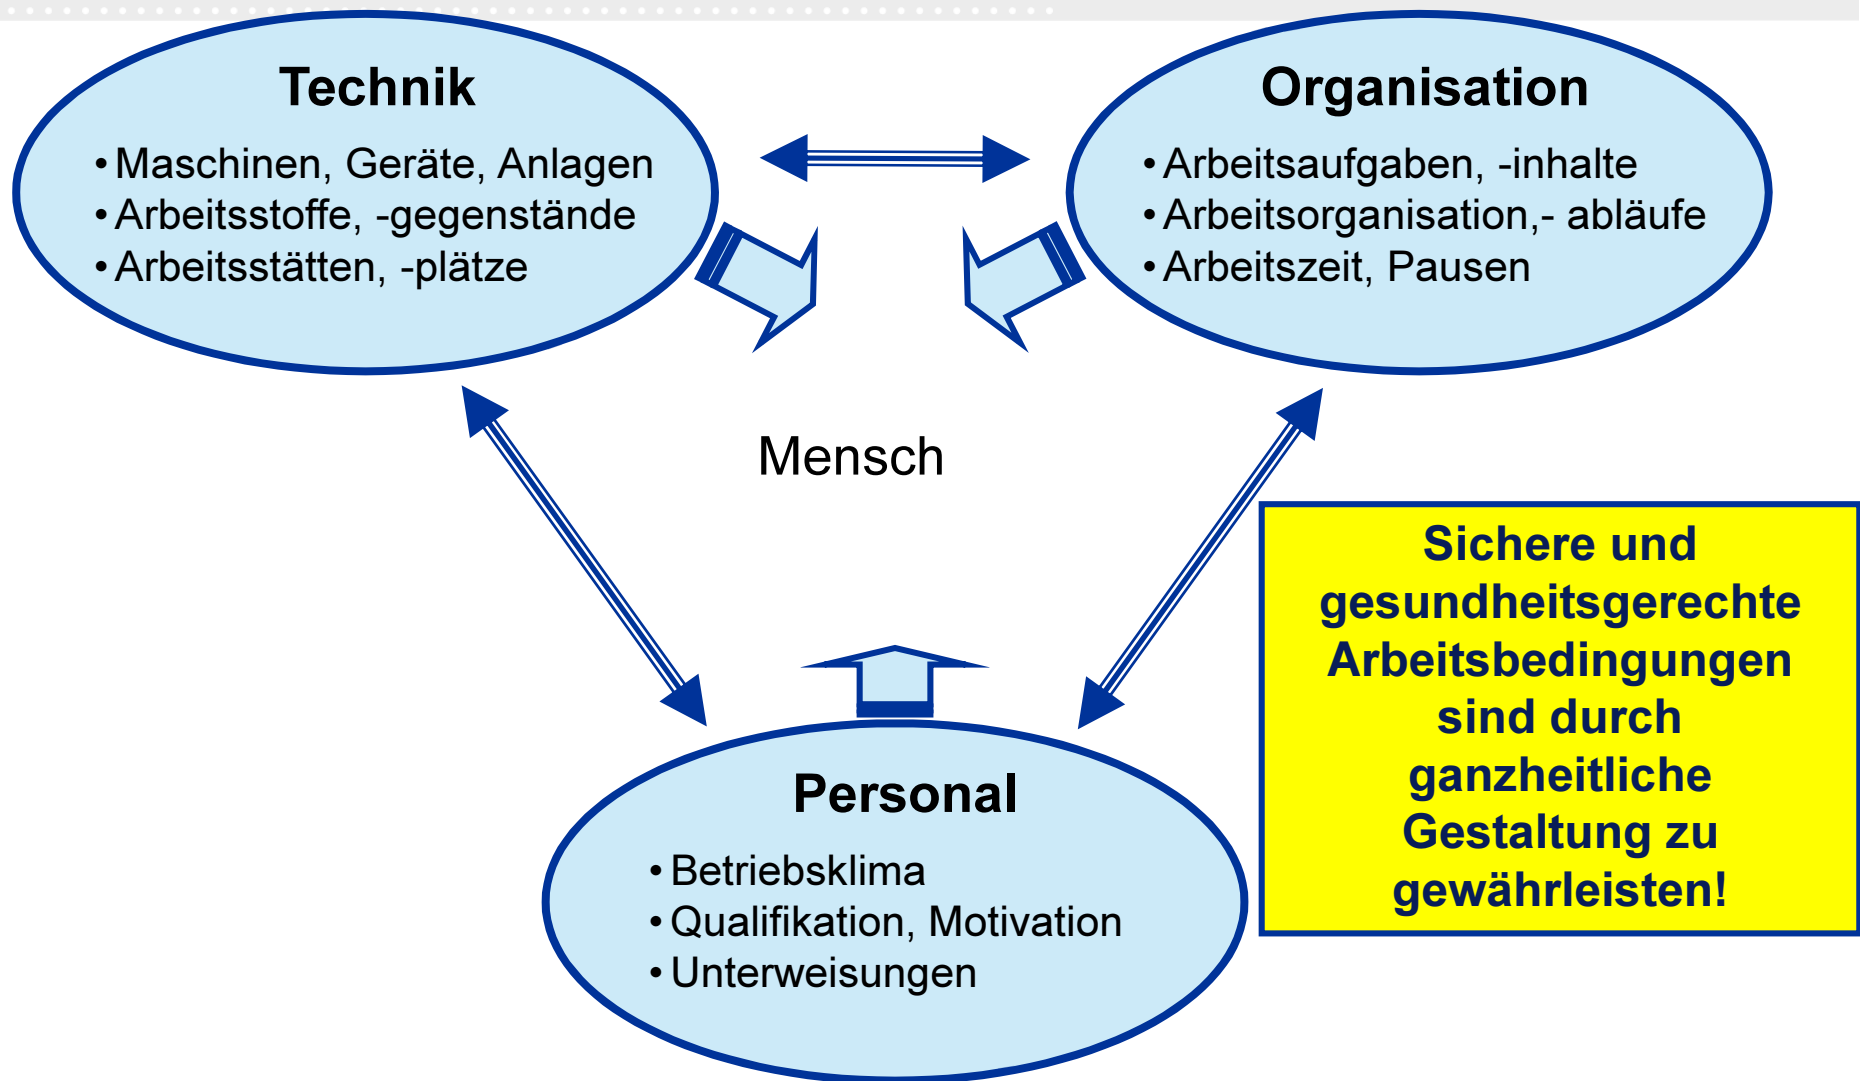 Technik
• Maschinen, Geräte, Anlagen
• Arbeitsstoffe, -gegenstände
• Arbeitsstätten, -plätze
Organisation
• Arbeitsaufgaben, -inhalte
• Arbeitsorganisation,- abläufe
• Arbeitszeit, Pausen
Mensch
Sichere und
gesundheitsgerechte
Arbeitsbedingungen
sind durch
ganzheitliche
Gestaltung zu
gewährleisten!
Personal
• Betriebsklima
• Qualifikation, Motivation
• Unterweisungen